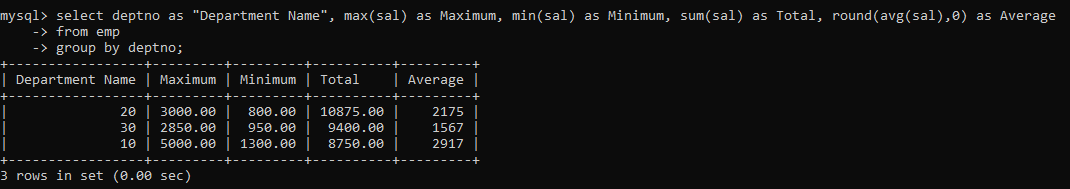 mysql> select deptno as "Department Name", max(sal) as Maximum, min(sal) as Minimum, sum(sal) as Total, round(avg(sal),0) as Average
    -> from emp
    -> group by deptno;
+-----------------+---------+---------+----------+---------+
| Department Name | Maximum | Minimum | Total    | Average |
+-----------------+---------+---------+----------+---------+
|              20 | 3000.00 |  800.00 | 10875.00 |    2175 |
|              30 | 2850.00 |  950.00 |  9400.00 |    1567 |
|              10 | 5000.00 | 1300.00 |  8750.00 |    2917 |
+-----------------+---------+---------+----------+---------+
3 rows in set (0.00 sec)